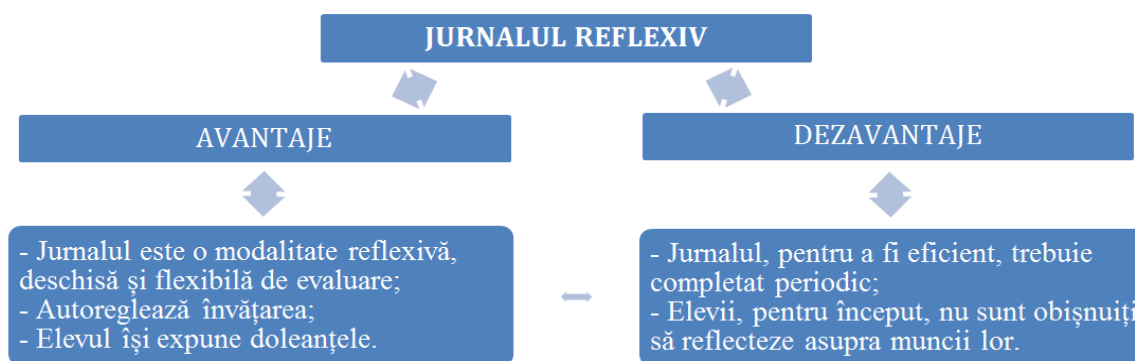 JURNALUL REFLEXIV
AVANTAJE
DEZAVANTAJE
- Jurnalul este o modalitate reflexivă,
deschisă și flexibilă de evaluare;
- Autoreglează învățarea;
- Elevul își expune doleanțele.
- Jurnalul, pentru a fi eficient, trebuie
completat periodic;
- Elevii, pentru început, nu sunt obișnuiți
să reflecteze asupra muncii lor.